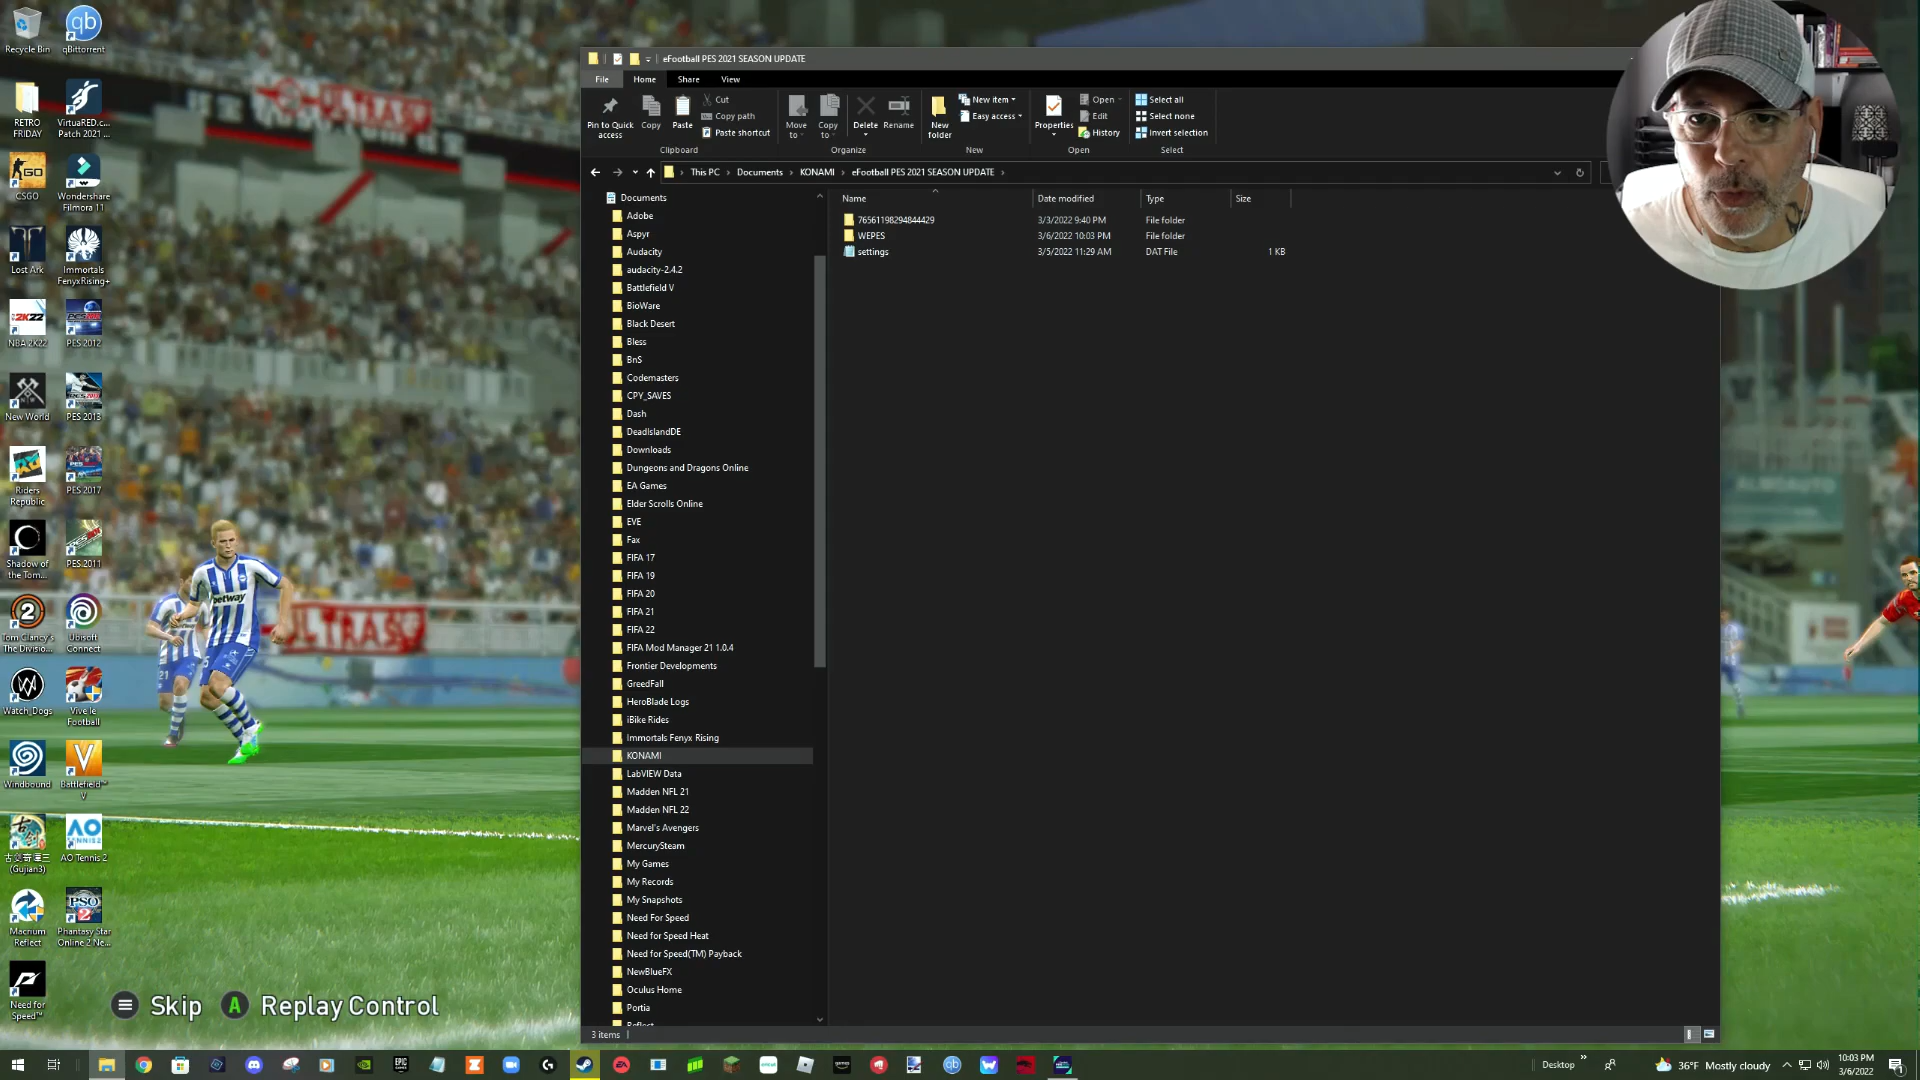 Recycle Bin
qBittorrent
RETRO
FRIDAY
VirtuaRED.c...
Patch 2021 ...
CSGO
Wondershare
Filmora 11
Lost Ark
Immortals
FenyxRising+
NBA 2K22
PES 2012
New World
PES 2013
Riders
Republic
PES 2017
Shadow of
the Tom...
PES 2011
Tom Clancy's
The Divisio...
Ubisoft
Connect
Watch_Dogs
Vive le
Football
Windbound
Battlefield™
V
古剑奇谭三
(Gujian3)
AO Tennis 2
Macrium
Reflect
Phantasy Star
Online 2 Ne...
Need for
Speed™
ULTRAS
betway
ULTRAS
Skip
A
Replay Control
eFootball PES 2021 SEASON UPDATE
File
Home
Share
View
Pin to Quick
access
Copy
Paste
Cut
Copy path
Paste shortcut
Clipboard
Move
to
Copy
to
Delete
Rename
Organize
New
folder
New item
Easy access
New
Properties
Open
Edit
History
Open
Select all
Select none
Invert selection
Select
This PC
Documents
KONAMI
eFootball PES 2021 SEASON UPDATE
Name
Date modified
Type
Size
76561198294844429
3/3/2022 9:40 PM
File folder
WEPES
3/6/2022 10:03 PM
File folder
settings
3/5/2022 11:29 AM
DAT File
1 KB
Documents
Adobe
Aspyr
Audacity
audacity-2.4.2
Battlefield V
BioWare
Black Desert
Bless
BnS
Codemasters
CPY_SAVES
Dash
DeadIslandDE
Downloads
Dungeons and Dragons Online
EA Games
Elder Scrolls Online
EVE
Fax
FIFA 17
FIFA 19
FIFA 20
FIFA 21
FIFA 22
FIFA Mod Manager 21 1.0.4
Frontier Developments
GreedFall
HeroBlade Logs
iBike Rides
Immortals Fenyx Rising
KONAMI
LabVIEW Data
Madden NFL 21
Madden NFL 22
Marvel's Avengers
MercurySteam
My Games
My Records
My Snapshots
Need For Speed
Need for Speed Heat
Need for Speed(TM) Payback
NewBlueFX
Oculus Home
Portia
Reflect
3 items
Desktop
36°F Mostly cloudy
10:03 PM
3/6/2022